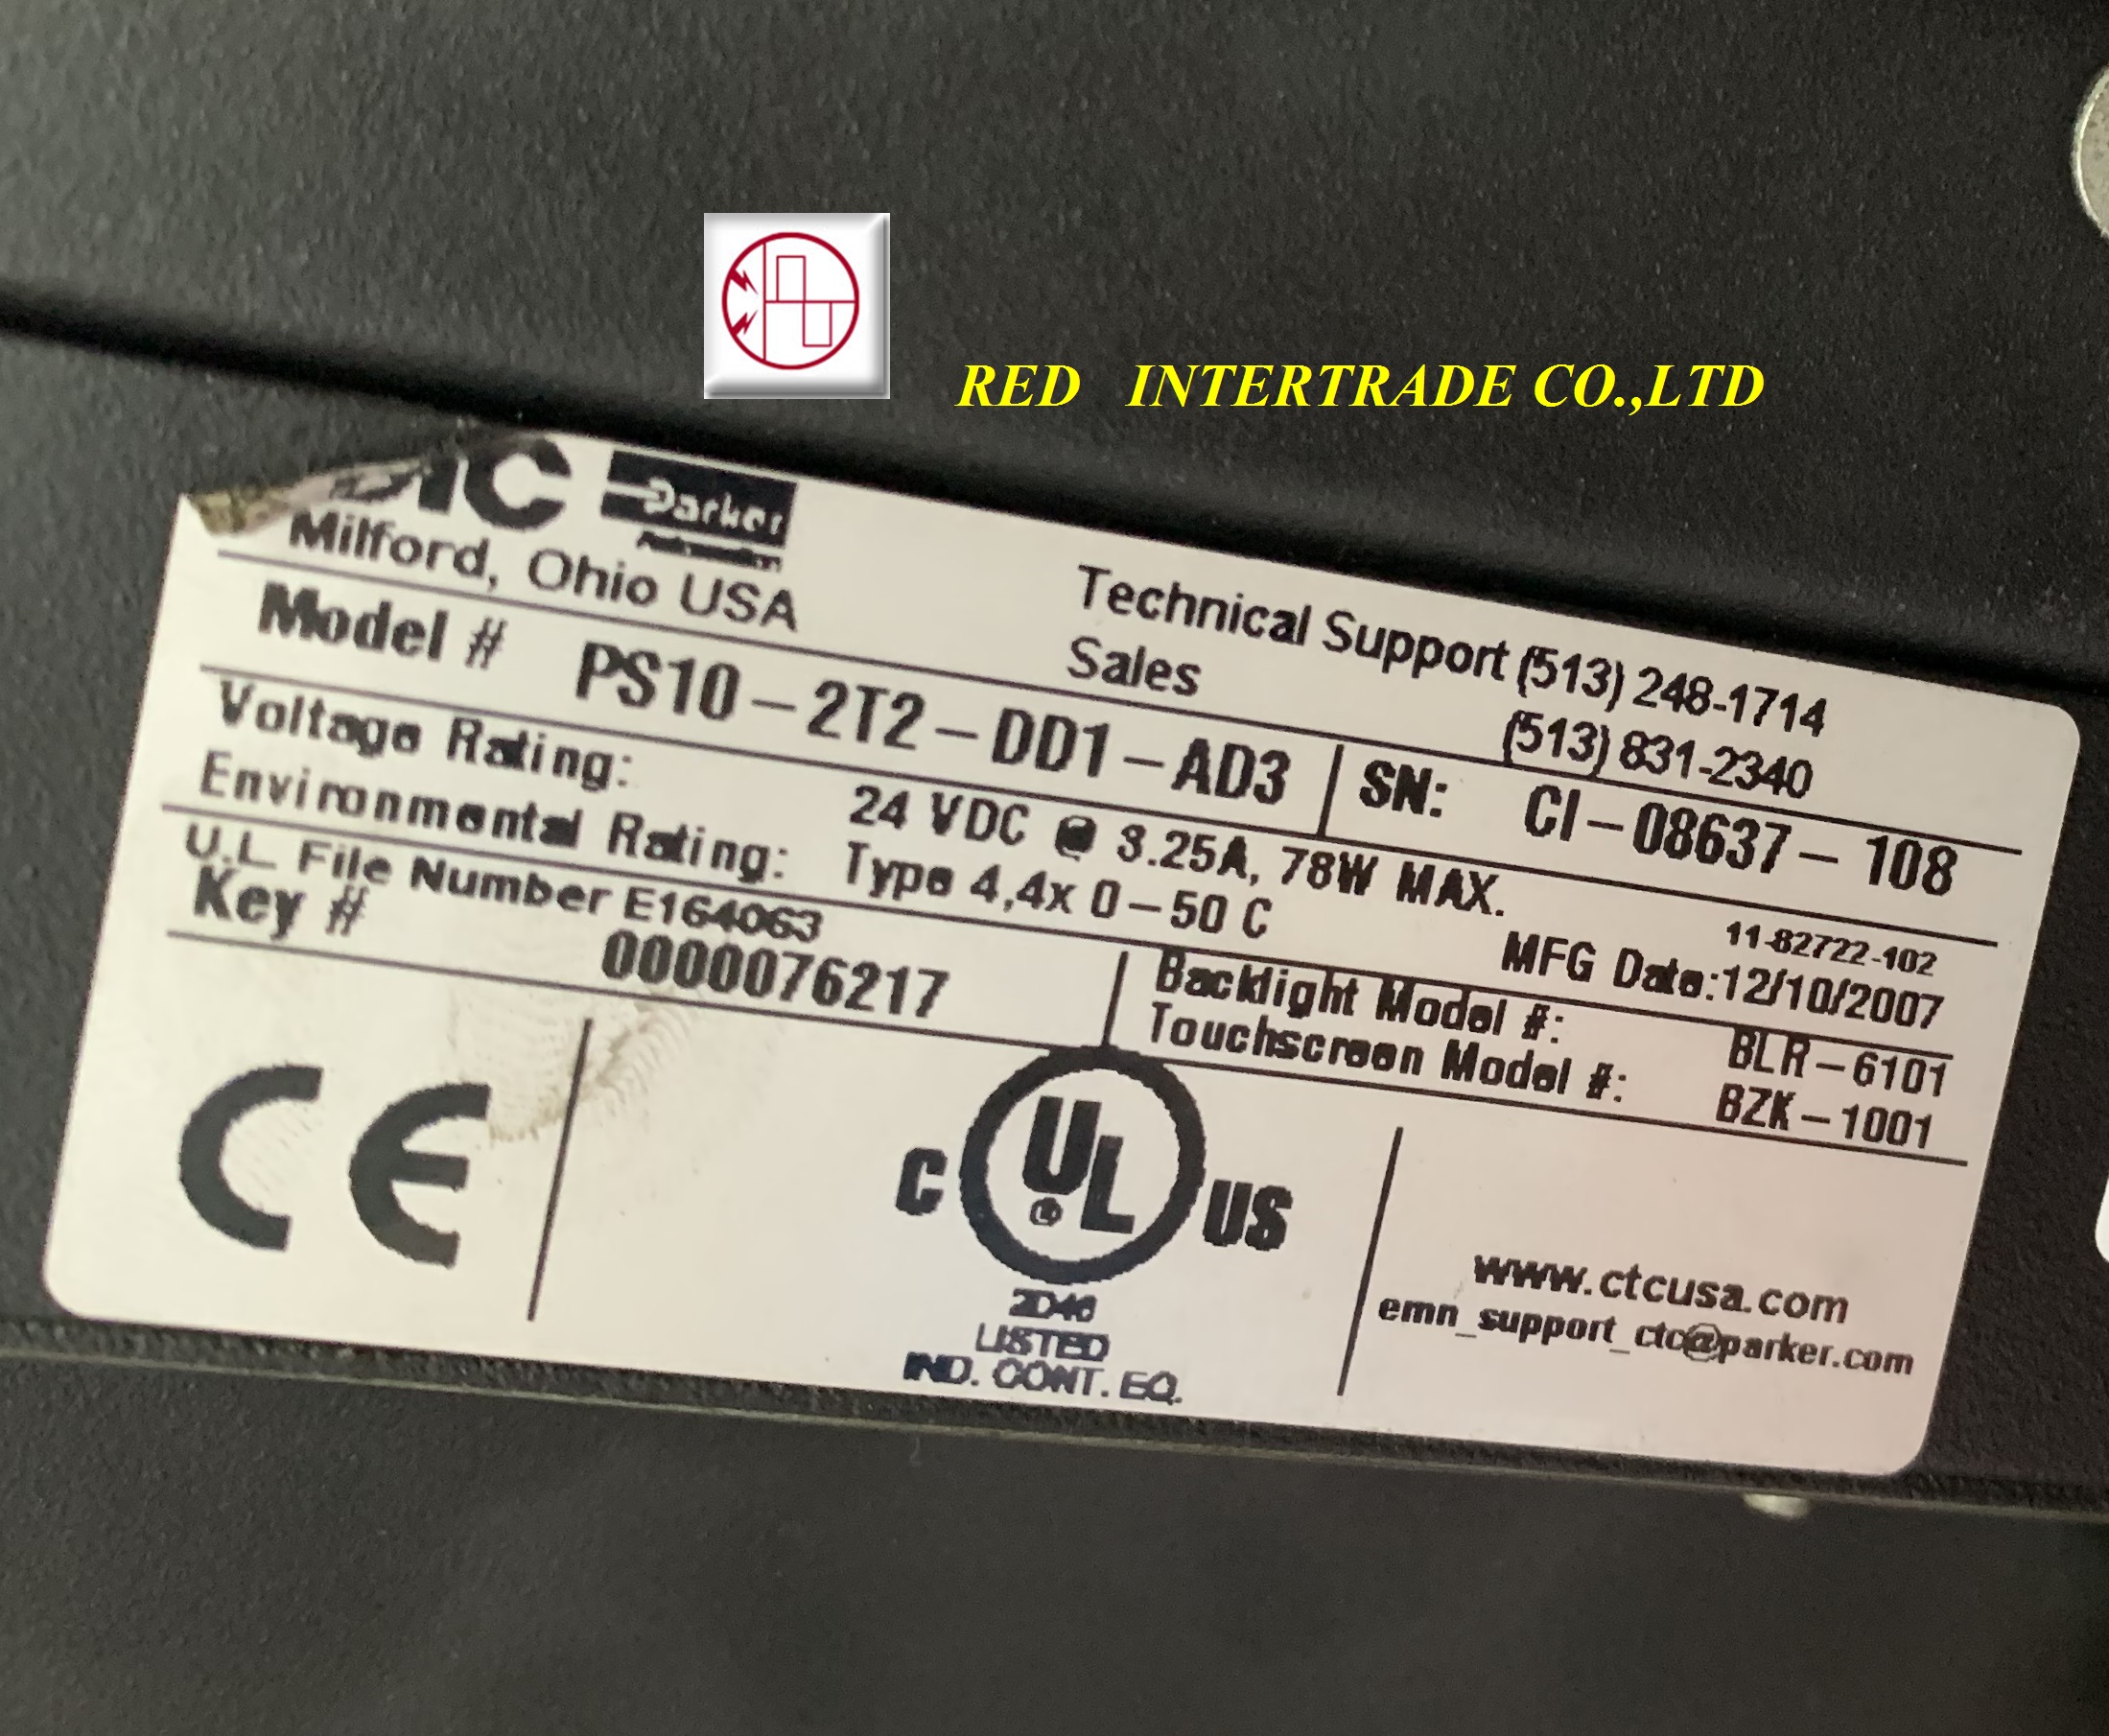 RED INTERTRADE CO.,LTD
Parker
Milford, Ohio USA
Technical Support (513) 248-1714
Sales (513) 831-2340
Model # PS10-2T2-DD1-AD3 SN: CI-08637-108
Voltage Rating: 24 VDC @ 3.25A, 78W MAX.
11-82722-102
Environmental Rating: Type 4,4x 0-50 C
MFG Date:12/10/2007
U.L. File Number E164063
Key # 0000076217
Backlight Model #: BLR-6101
Touchscreen Model #: BZK-1001
CE
C UL US
®
2D46
LISTED
IND. CONT. EQ.
www.ctcusa.com
emn_support_ctc@parker.com